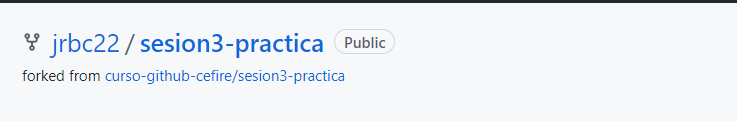 jrbc22 / sesion3-practica Public
forked from curso-github-cefire/sesion3-practica